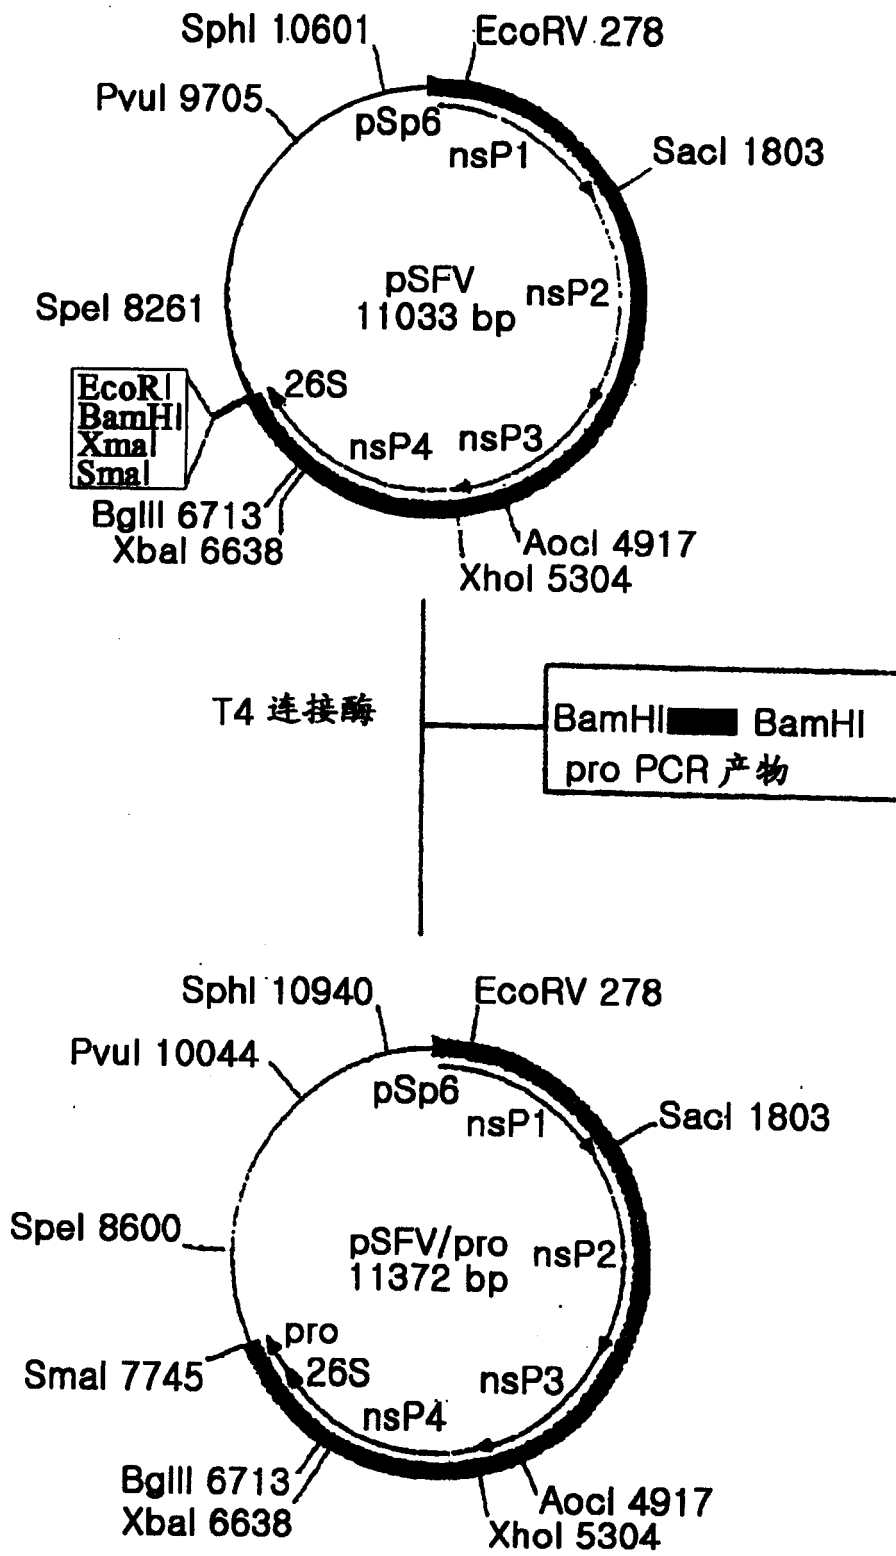 SphI 10601
EcoRV 278
PvuI 9705
pSp6
nsP1
SacI 1803
pSFV
11033 bp
nsP2
SpeI 8261
EcoRI
BamHI
XmaI
SmaI
26S
nsP4
nsP3
BglII 6713
XbaI 6638
AocI 4917
XhoI 5304
T4 连接酶
BamHI BamHI
pro PCR 产物
SphI 10940
EcoRV 278
PvuI 10044
pSp6
nsP1
SacI 1803
SpeI 8600
pSFV/pro
11372 bp
nsP2
pro
SmaI 7745
26S
nsP3
nsP4
BglII 6713
XbaI 6638
AocI 4917
XhoI 5304